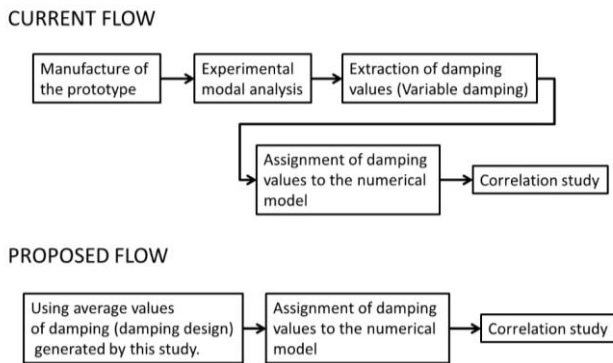 CURRENT FLOW
Manufacture of
the prototype
Experimental
modal analysis
Extraction of damping
values (Variable damping)
Assignment of damping
values to the numerical
model
Correlation study
PROPOSED FLOW
Using average values
of damping (damping design)
generated by this study.
Assignment of damping
values to the numerical
model
Correlation study